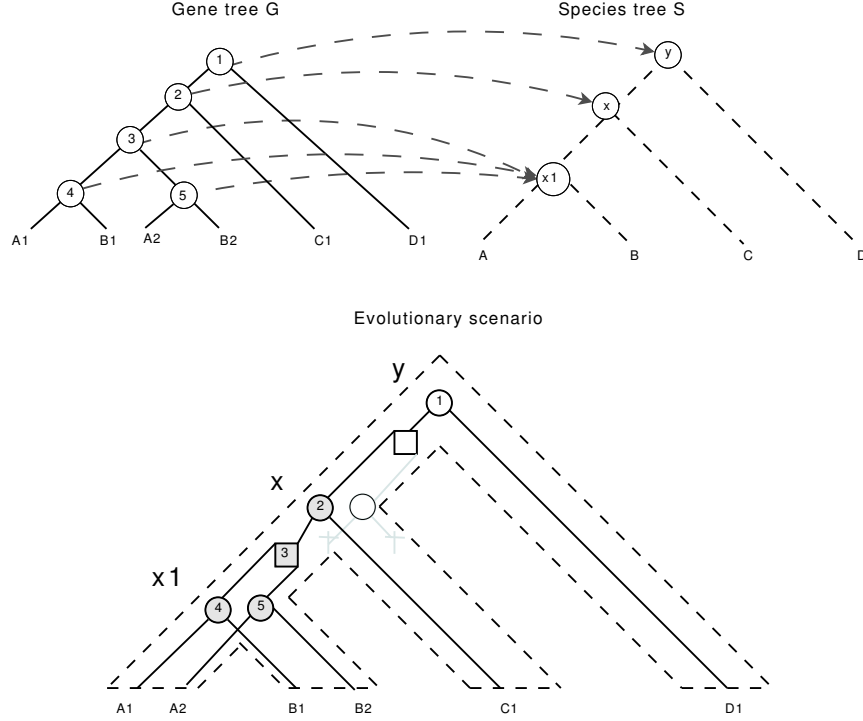 Gene tree G
Species tree S
1
y
2
x
3
x1
4
5
A1
B1
A2
B2
C1
D1
A
B
C
D
Evolutionary scenario
y
1
x
2
3
x1
4
5
A1
A2
B1
B2
C1
D1